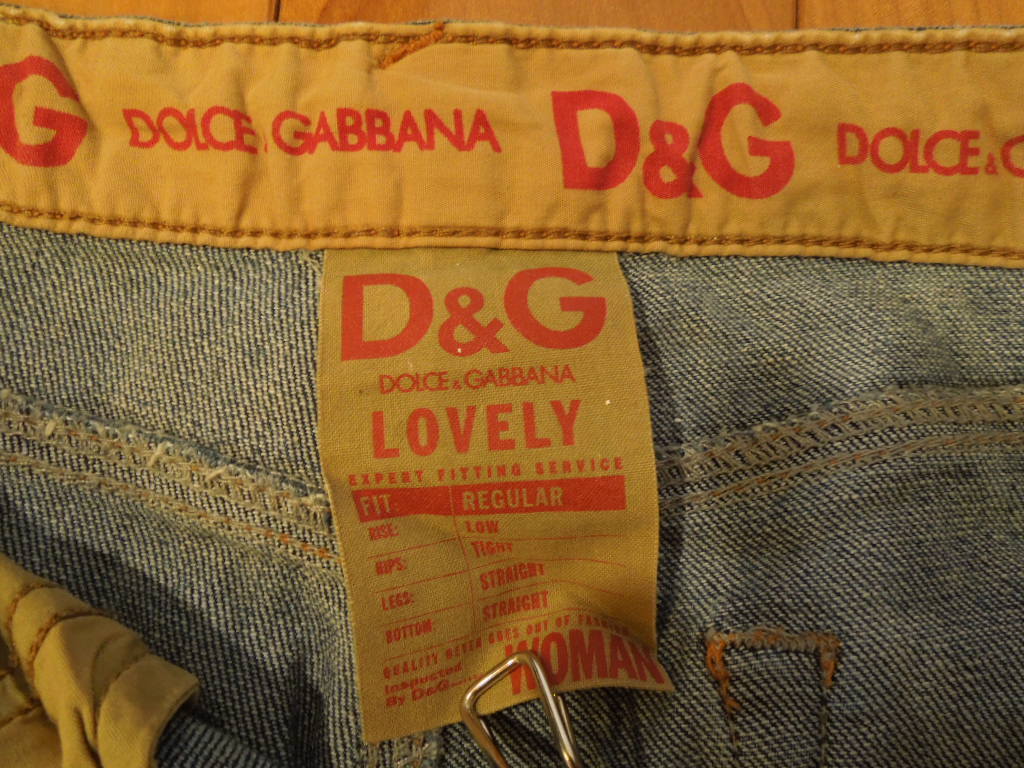 G DOLCE & GABBANA D&G DOLCE & G
D&G
DOLCE & GABBANA
LOVELY
EXPERT FITTING SERVICE
FIT: REGULAR
RISE: LOW
HIPS: TIGHT
LEGS: STRAIGHT
BOTTOM: STRAIGHT
QUALITY NEVER GOES OUT OF FASHION
Inspected
By D&G......
WOMAN